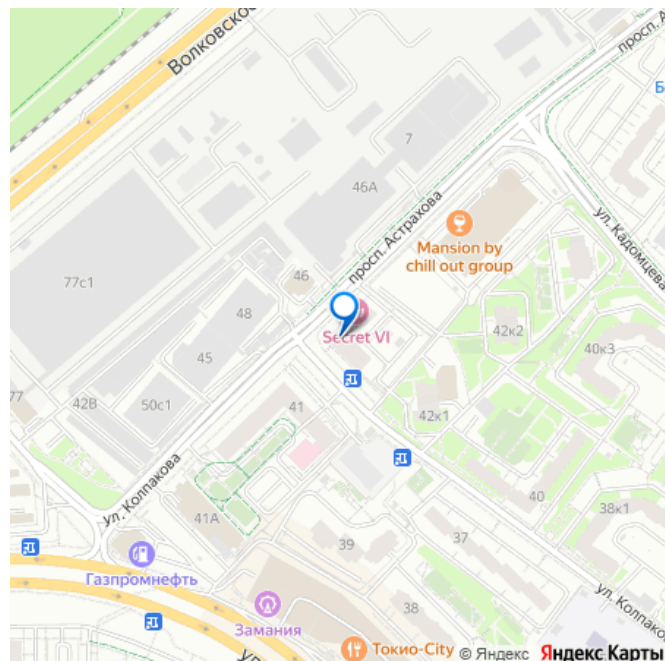 Волковское
просп. А
Б
7
46А
просп. Астрахова
Mansion by
chill out group
ул. Кадомцева
77с1
46
48
Secret VI
42к2
40к3
45
77
42В
50с1
41
42к1
ул. Колпакова
41А
40
38к1
39
37
Газпромнефть
Замания
38
ул. Колпако
Токио-City
© Яндекс
Яндекс Карты